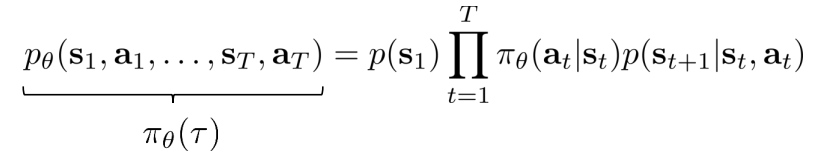 p_θ(s_1, a_1, . . . , s_T, a_T) = p(s_1) ∏_{t=1}^{T} π_θ(a_t|s_t)p(s_{t+1}|s_t, a_t)
π_θ(τ)